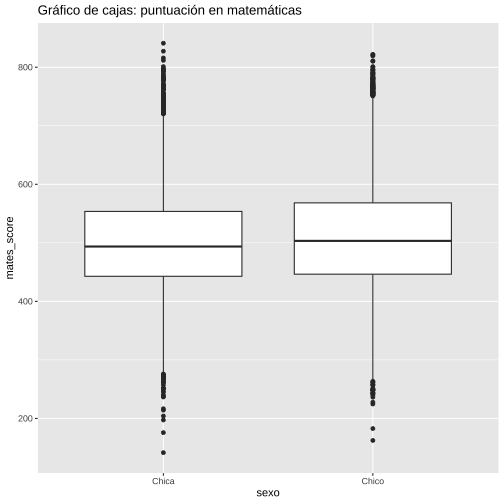 Gráfico de cajas: puntuación en matemáticas
mates_score
800
600
400
200
Chica
Chico
sexo